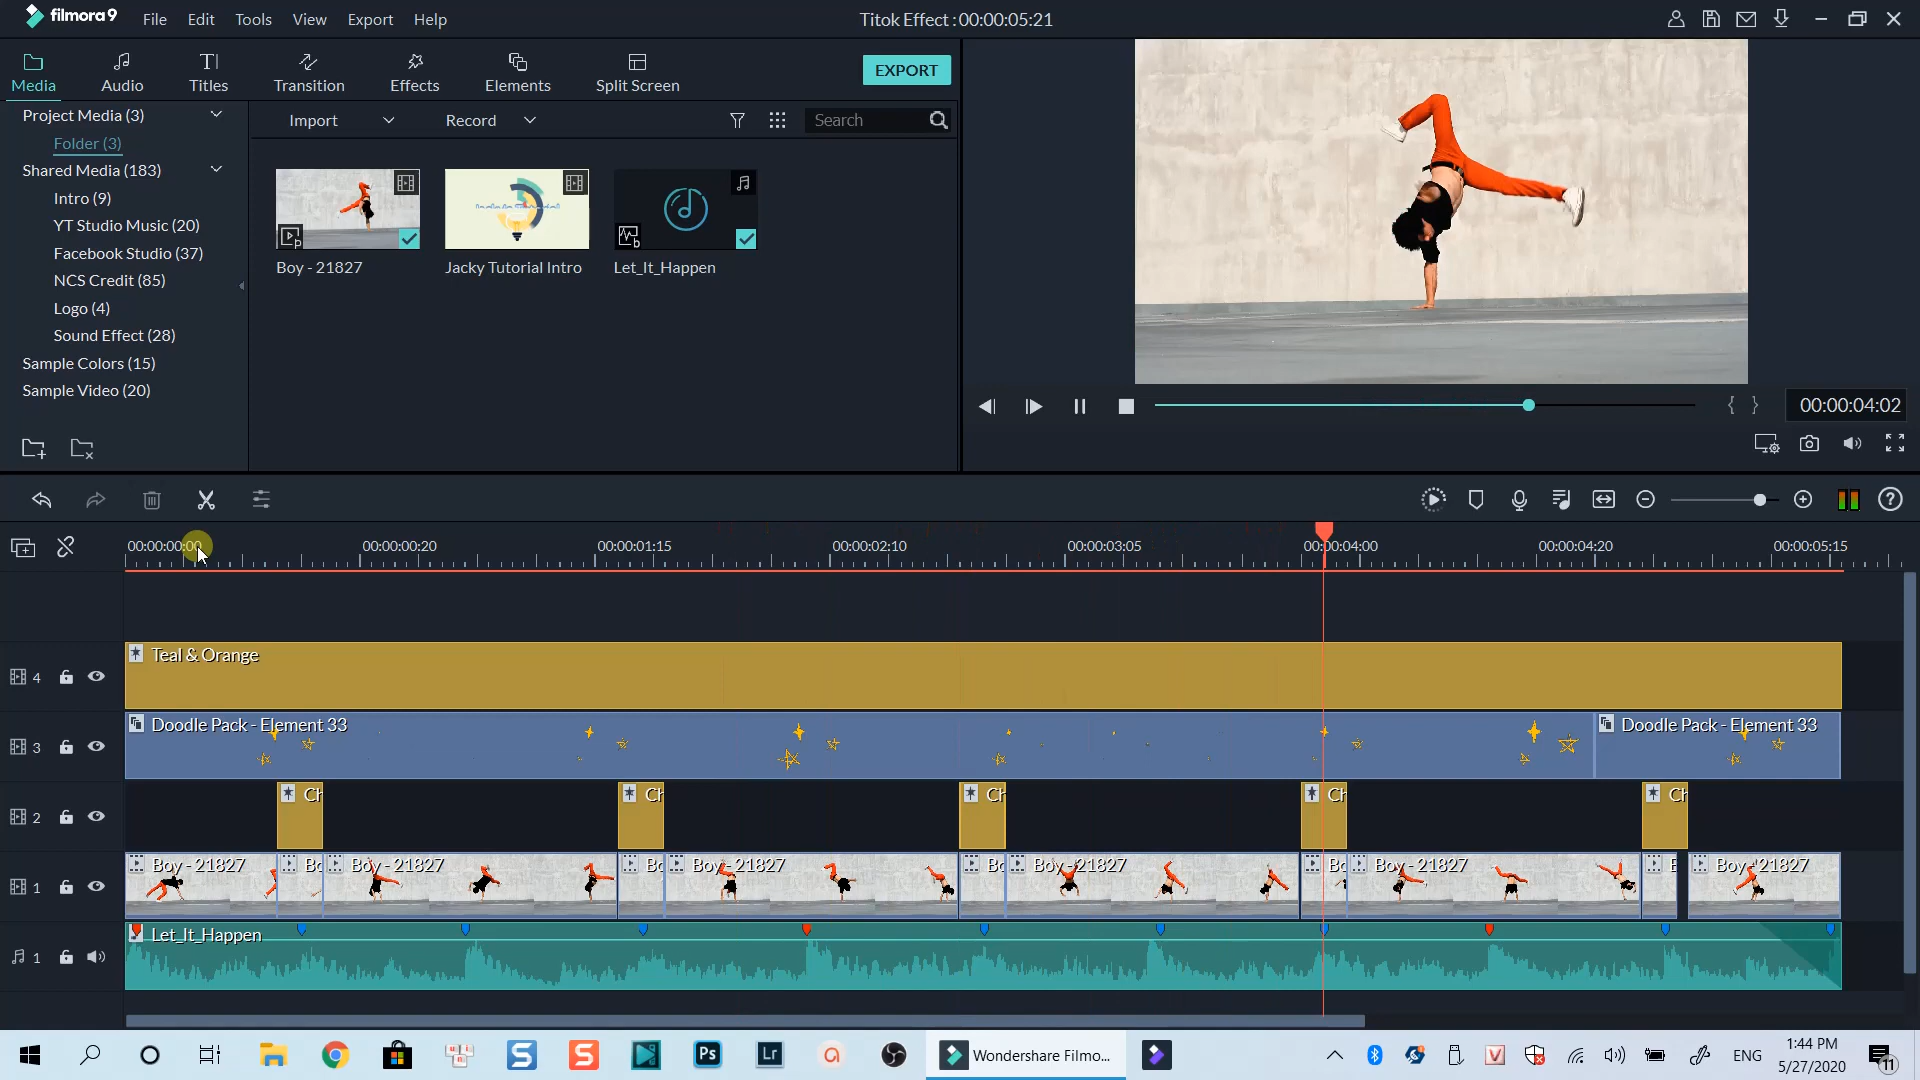 filmora9 File Edit Tools View Export Help Titok Effect : 00:00:05:21
Media Audio Titles Transition Effects Elements Split Screen EXPORT
Project Media (3)
Folder (3)
Shared Media (183)
Intro (9)
YT Studio Music (20)
Facebook Studio (37)
NCS Credit (85)
Logo (4)
Sound Effect (28)
Sample Colors (15)
Sample Video (20)
Import Record Search
Boy - 21827 Jacky Tutorial Intro Let_It_Happen
00:00:04:02
00:00:00:00 00:00:00:20 00:00:01:15 00:00:02:10 00:00:03:05 00:00:04:00 00:00:04:20 00:00:05:15
4 Teal & Orange
3 Doodle Pack - Element 33 Doodle Pack - Element 33
2 Ch Ch Ch Ch Ch
1 Boy - 21827 Bo Boy - 21827 Bo Boy - 21827 Bo Boy - 21827 Bo Boy - 21827 B Boy - 21827
1 Let_It_Happen
S S Ps Lr a Wondershare Filmo... V ENG
1:44 PM
5/27/2020
11